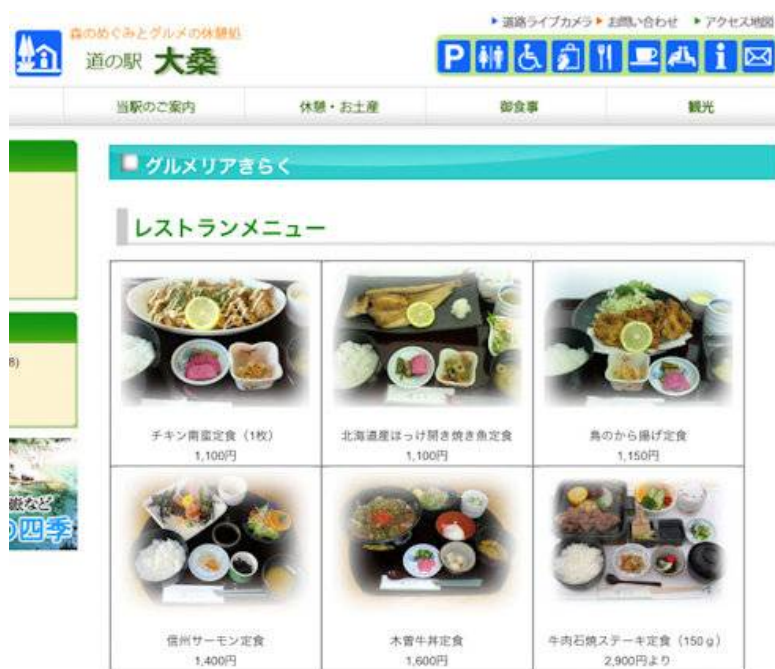 ▶ 道路ライブカメラ ▶ お問い合わせ ▶ アクセス地図
森のめぐみとグルメの休憩処
道の駅 大桑
P
i
当駅のご案内 休憩・お土産 御食事 観光
グルメリアきらく
レストランメニュー
8)
チキン南蛮定食（1枚） 北海道産ほっけ開き焼き魚定食 鳥のから揚げ定食
1,100円 1,100円 1,150円
など
の四季
信州サーモン定食 木曽牛丼定食 牛肉石焼ステーキ定食（150ｇ）
1,400円 1,600円 2,900円より